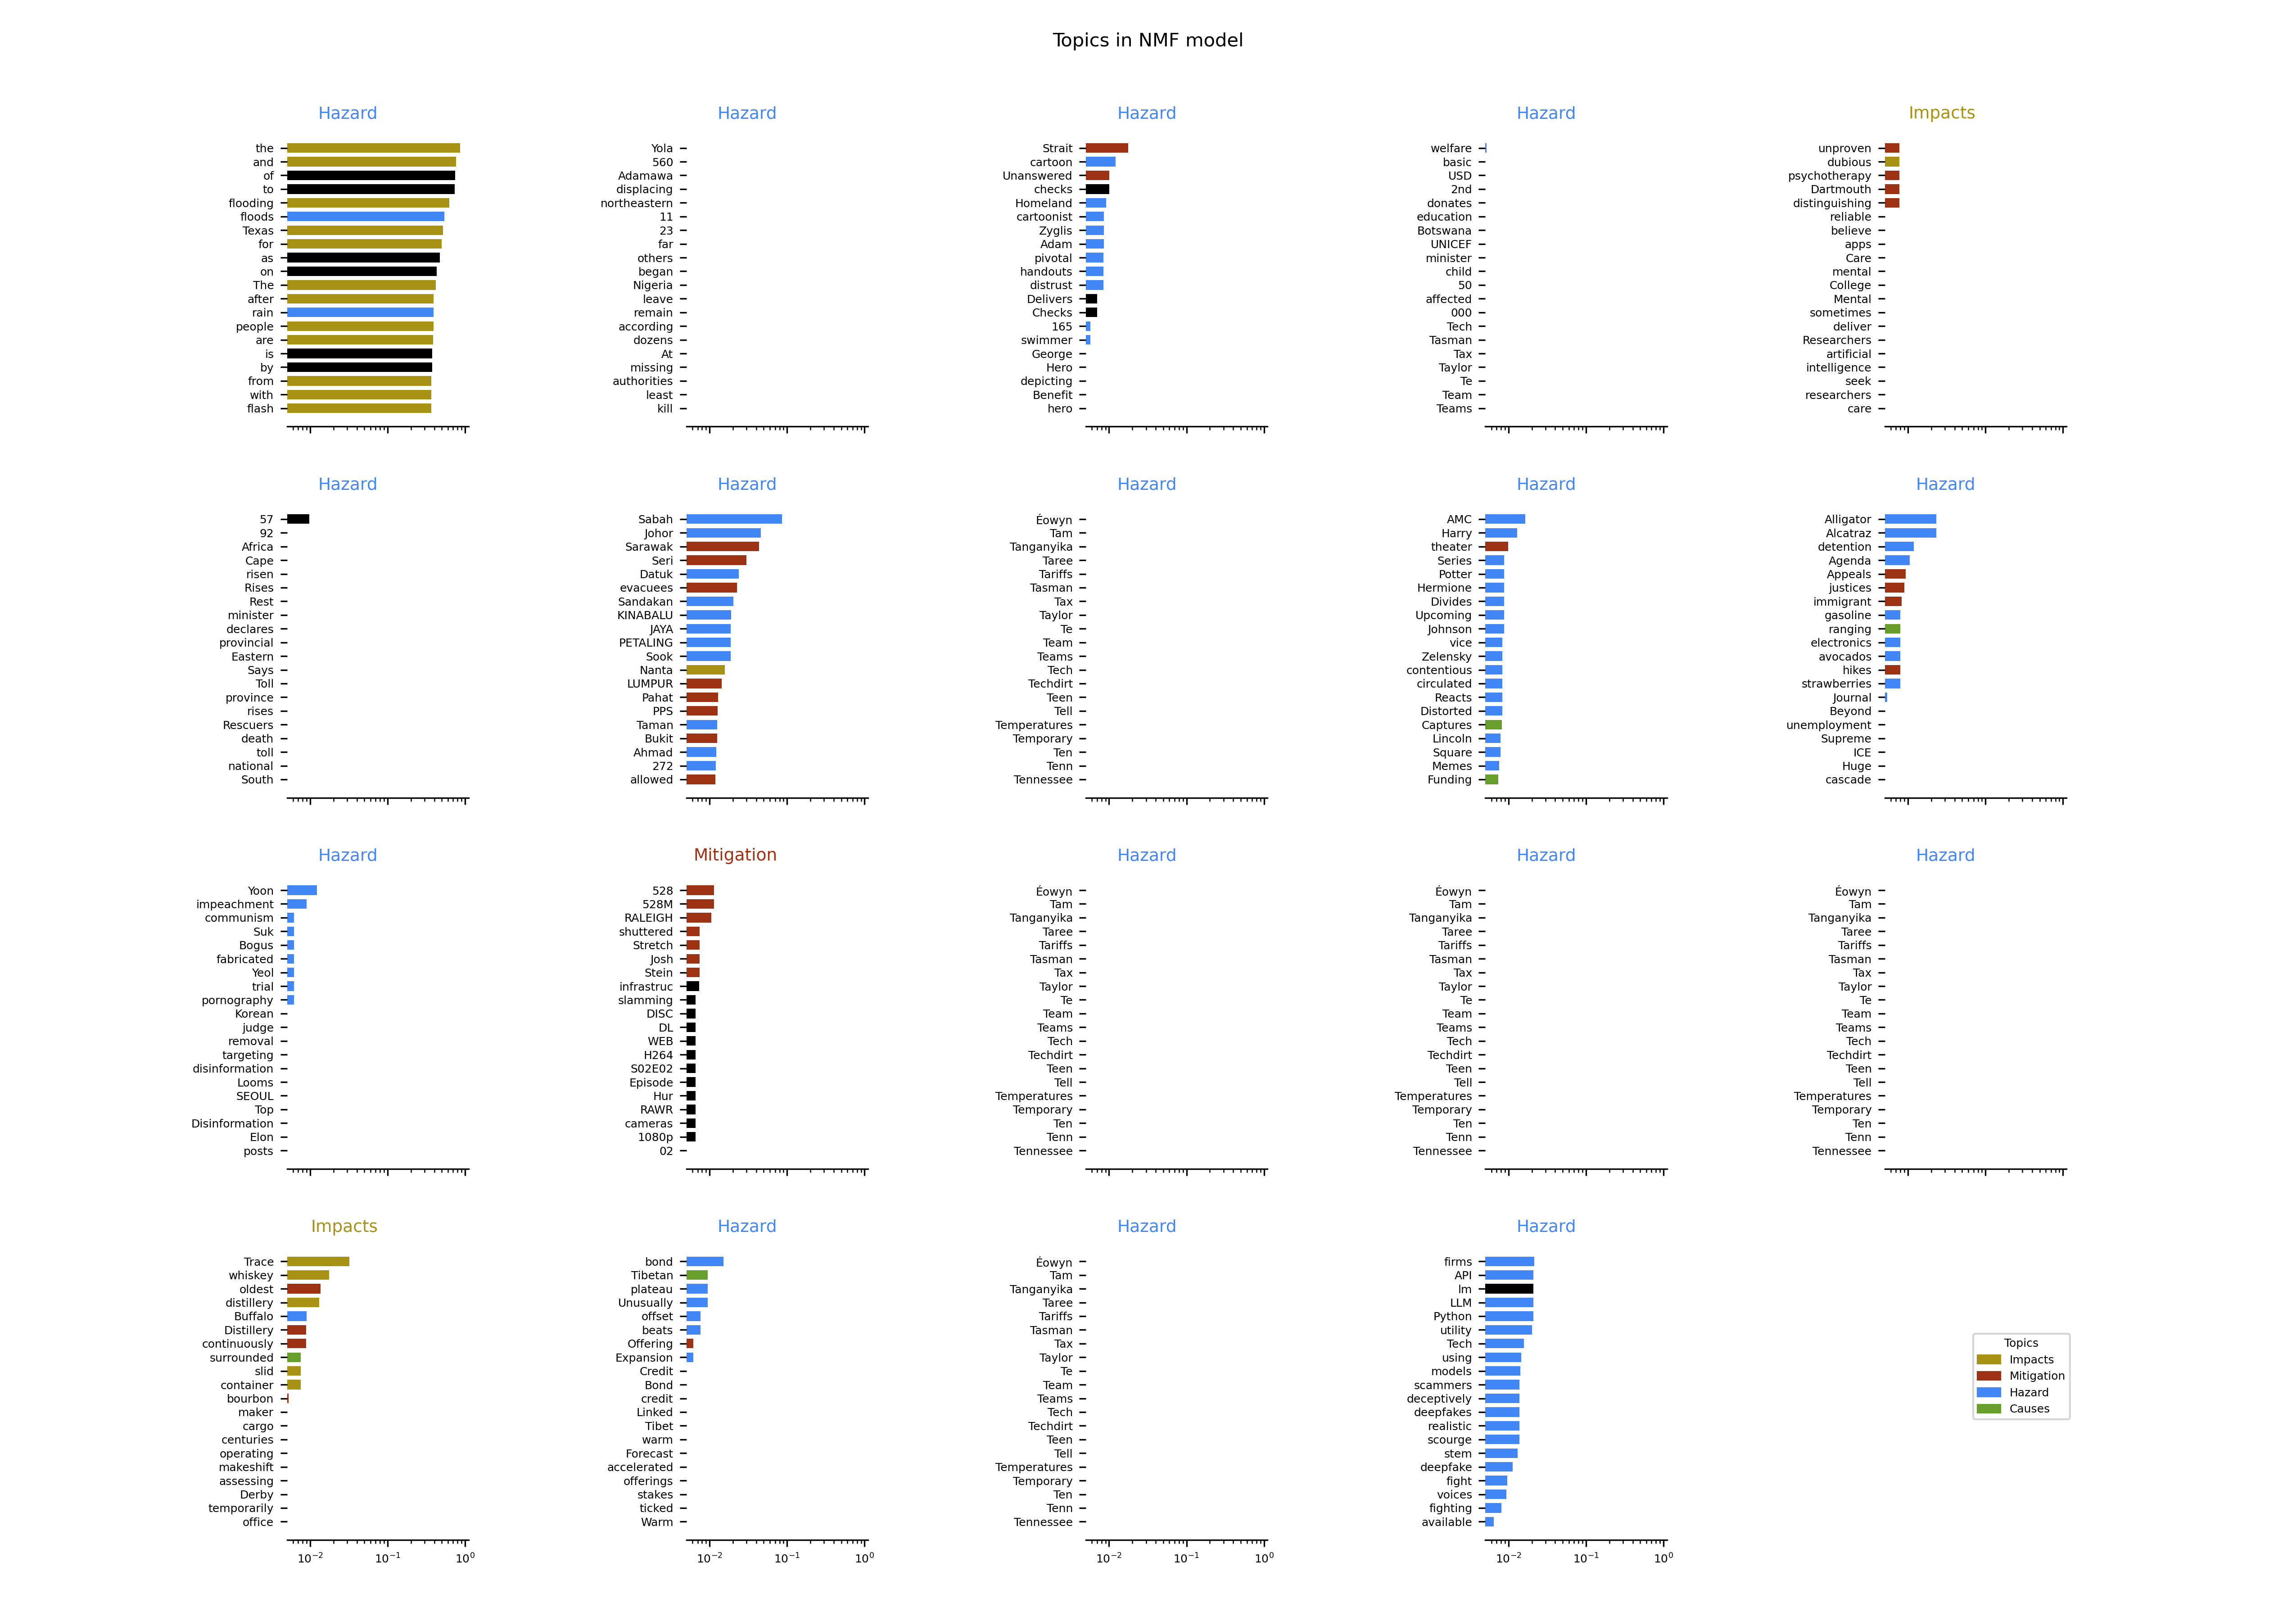 Topics in NMF model
Hazard
the
and
of
to
flooding
floods
Texas
for
as
on
The
after
rain
people
are
is
by
from
with
flash
Hazard
Yola
560
Adamawa
displacing
northeastern
11
23
far
others
began
Nigeria
leave
remain
according
dozens
At
missing
authorities
least
kill
Hazard
Strait
cartoon
Unanswered
checks
Homeland
cartoonist
Zyglis
Adam
pivotal
handouts
distrust
Delivers
Checks
165
swimmer
George
Hero
depicting
Benefit
hero
Hazard
welfare
basic
USD
2nd
donates
education
Botswana
UNICEF
minister
child
50
affected
000
Tech
Tasman
Tax
Taylor
Te
Team
Teams
Impacts
unproven
dubious
psychotherapy
Dartmouth
distinguishing
reliable
believe
apps
Care
mental
College
Mental
sometimes
deliver
Researchers
artificial
intelligence
seek
researchers
care
Hazard
57
92
Africa
Cape
risen
Rises
Rest
minister
declares
provincial
Eastern
Says
Toll
province
rises
Rescuers
death
toll
national
South
Hazard
Sabah
Johor
Sarawak
Seri
Datuk
evacuees
Sandakan
KINABALU
JAYA
PETALING
Sook
Nanta
LUMPUR
Pahat
PPS
Taman
Bukit
Ahmad
272
allowed
Hazard
Éowyn
Tam
Tanganyika
Taree
Tariffs
Tasman
Tax
Taylor
Te
Team
Teams
Tech
Techdirt
Teen
Tell
Temperatures
Temporary
Ten
Tenn
Tennessee
Hazard
AMC
Harry
theater
Series
Potter
Hermione
Divides
Upcoming
Johnson
vice
Zelensky
contentious
circulated
Reacts
Distorted
Captures
Lincoln
Square
Memes
Funding
Hazard
Alligator
Alcatraz
detention
Agenda
Appeals
justices
immigrant
gasoline
ranging
electronics
avocados
hikes
strawberries
Journal
Beyond
unemployment
Supreme
ICE
Huge
cascade
Hazard
Yoon
impeachment
communism
Suk
Bogus
fabricated
Yeol
trial
pornography
Korean
judge
removal
targeting
disinformation
Looms
SEOUL
Top
Disinformation
Elon
posts
Mitigation
528
528M
RALEIGH
shuttered
Stretch
Josh
Stein
infrastruc
slamming
DISC
DL
WEB
H264
S02E02
Episode
Hur
RAWR
cameras
1080p
02
Hazard
Éowyn
Tam
Tanganyika
Taree
Tariffs
Tasman
Tax
Taylor
Te
Team
Teams
Tech
Techdirt
Teen
Tell
Temperatures
Temporary
Ten
Tenn
Tennessee
Hazard
Éowyn
Tam
Tanganyika
Taree
Tariffs
Tasman
Tax
Taylor
Te
Team
Teams
Tech
Techdirt
Teen
Tell
Temperatures
Temporary
Ten
Tenn
Tennessee
Hazard
Éowyn
Tam
Tanganyika
Taree
Tariffs
Tasman
Tax
Taylor
Te
Team
Teams
Tech
Techdirt
Teen
Tell
Temperatures
Temporary
Ten
Tenn
Tennessee
Impacts
Trace
whiskey
oldest
distillery
Buffalo
Distillery
continuously
surrounded
slid
container
bourbon
maker
cargo
centuries
operating
makeshift
assessing
Derby
temporarily
office
10⁻² 10⁻¹ 10⁰
Hazard
bond
Tibetan
plateau
Unusually
offset
beats
Offering
Expansion
Credit
Bond
credit
Linked
Tibet
warm
Forecast
accelerated
offerings
stakes
ticked
Warm
10⁻² 10⁻¹ 10⁰
Hazard
Éowyn
Tam
Tanganyika
Taree
Tariffs
Tasman
Tax
Taylor
Te
Team
Teams
Tech
Techdirt
Teen
Tell
Temperatures
Temporary
Ten
Tenn
Tennessee
10⁻² 10⁻¹ 10⁰
Hazard
firms
API
lm
LLM
Python
utility
Tech
using
models
scammers
deceptively
deepfakes
realistic
scourge
stem
deepfake
fight
voices
fighting
available
10⁻² 10⁻¹ 10⁰
Topics
Impacts
Mitigation
Hazard
Causes